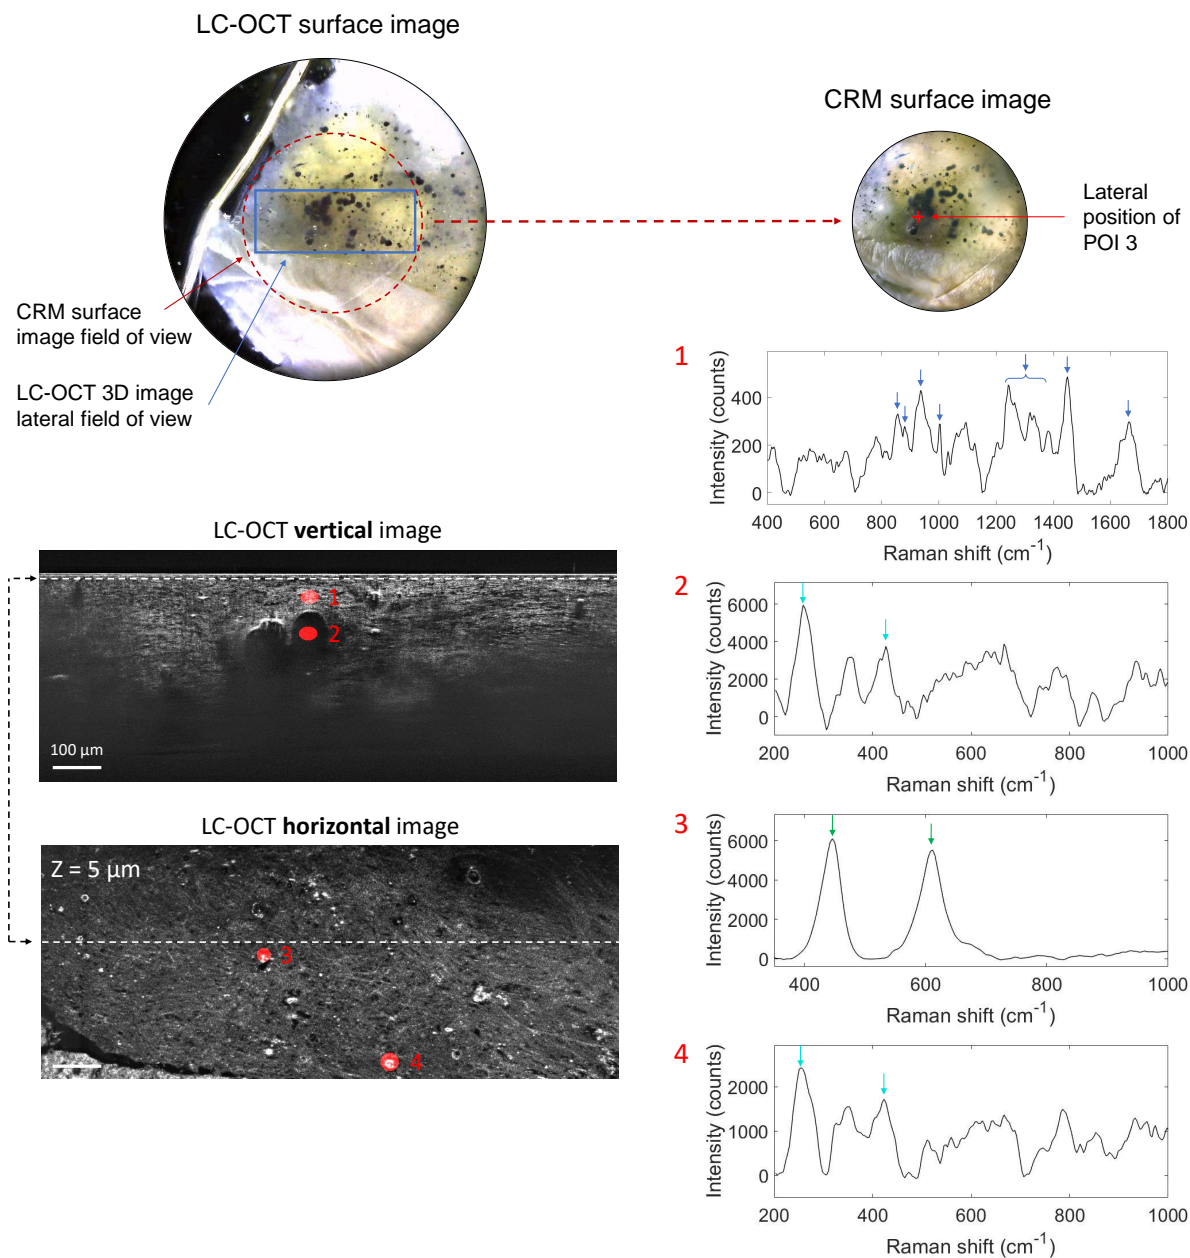 LC-OCT surface image
CRM surface image
Lateral
position of
POI 3
CRM surface
image field of view
LC-OCT 3D image
lateral field of view
1
Intensity (counts)
400
200
0
400 600 800 1000 1200 1400 1600 1800
Raman shift (cm⁻¹)
LC-OCT vertical image
1
2
100 µm
2
Intensity (counts)
6000
4000
2000
0
200 400 600 800 1000
Raman shift (cm⁻¹)
LC-OCT horizontal image
Z = 5 µm
3
4
3
Intensity (counts)
6000
4000
2000
0
400 600 800 1000
Raman shift (cm⁻¹)
4
Intensity (counts)
2000
1000
0
200 400 600 800 1000
Raman shift (cm⁻¹)